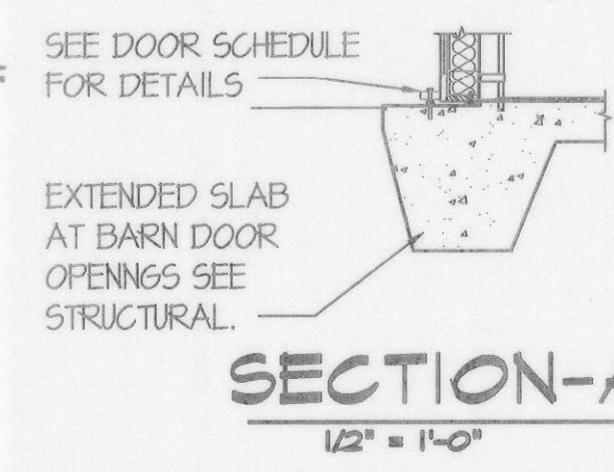 SEE DOOR SCHEDULE
FOR DETAILS
EXTENDED SLAB
AT BARN DOOR
OPENNGS SEE
STRUCTURAL.
SECTION-A
1/2" = 1'-0"